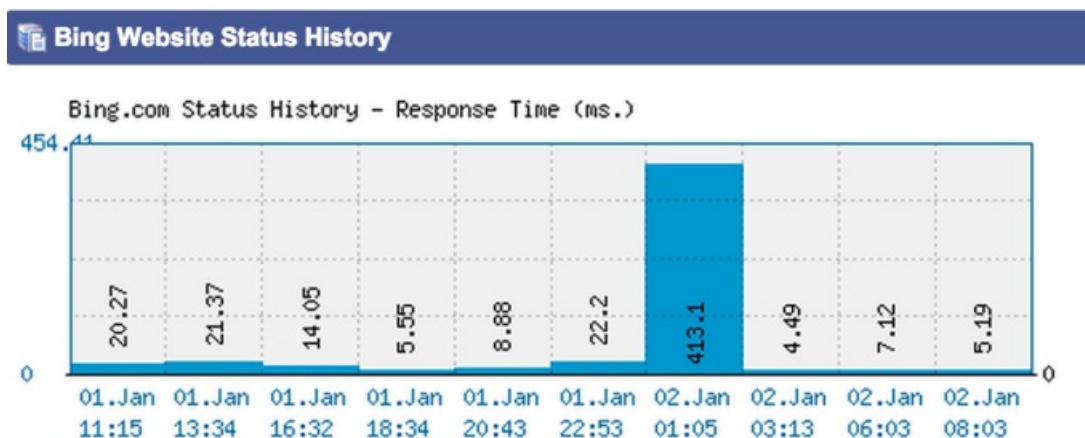 Bing Website Status History
Bing.com Status History - Response Time (ms.)
454.41
20.27 21.37 14.05 5.55 8.88 22.2 413.1 4.49 7.12 5.19
0 0
01.Jan 01.Jan 01.Jan 01.Jan 01.Jan 01.Jan 02.Jan 02.Jan 02.Jan 02.Jan
11:15 13:34 16:32 18:34 20:43 22:53 01:05 03:13 06:03 08:03